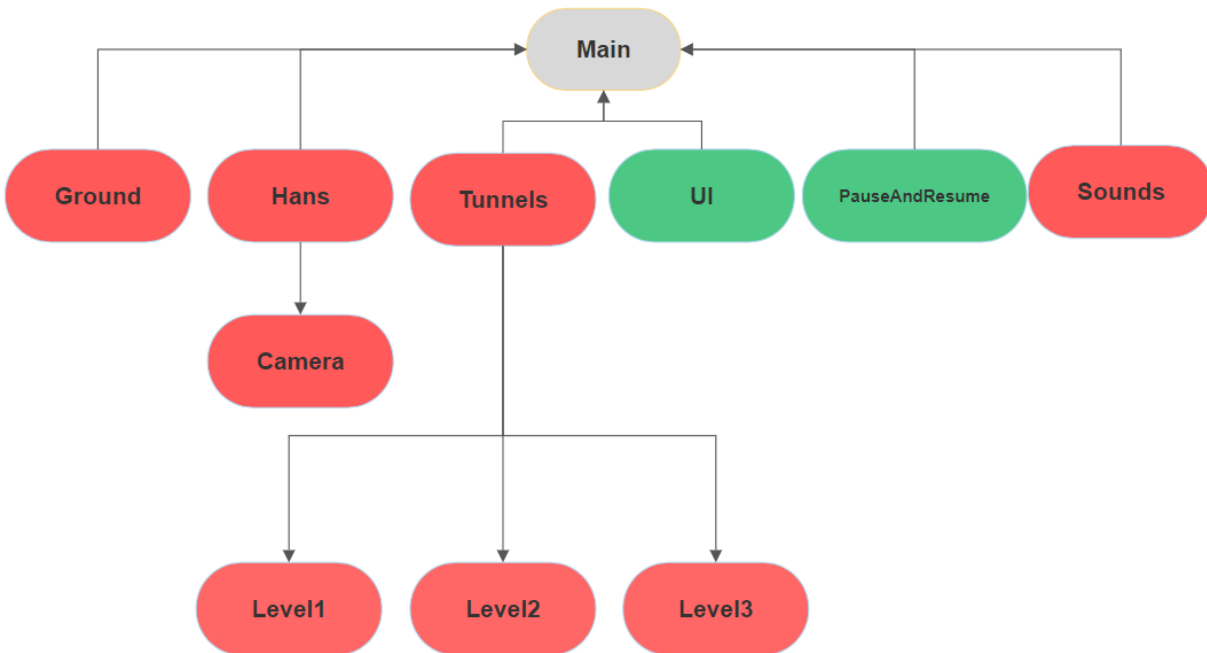 Main
Ground
Hans
Tunnels
UI
PauseAndResume
Sounds
Camera
Level1
Level2
Level3